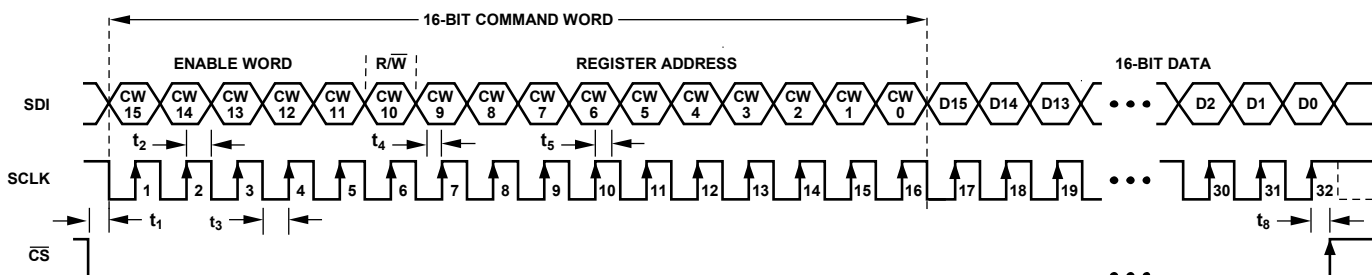 16-BIT COMMAND WORD
ENABLE WORD R/W̅ REGISTER ADDRESS 16-BIT DATA
SDI CW 15 CW 14 CW 13 CW 12 CW 11 CW 10 CW 9 CW 8 CW 7 CW 6 CW 5 CW 4 CW 3 CW 2 CW 1 CW 0 D15 D14 D13 ••• D2 D1 D0
t2 t4 t5
SCLK 1 2 3 4 5 6 7 8 9 10 11 12 13 14 15 16 17 18 19 ••• 30 31 32
t1 t3 t8
C̅S̅ •••